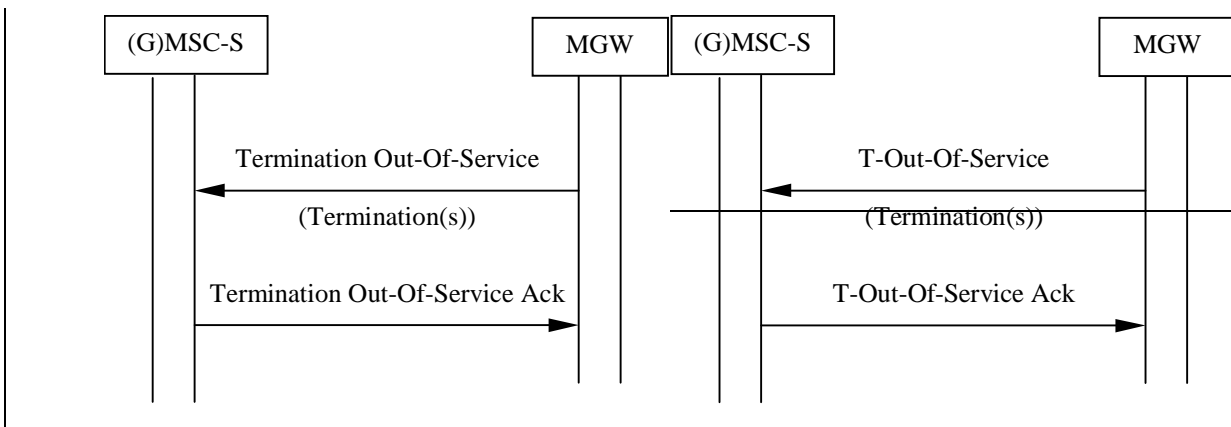 (G)MSC-S
MGW
(G)MSC-S
MGW
Termination Out-Of-Service
T-Out-Of-Service
(Termination(s))
(Termination(s))
Termination Out-Of-Service Ack
T-Out-Of-Service Ack